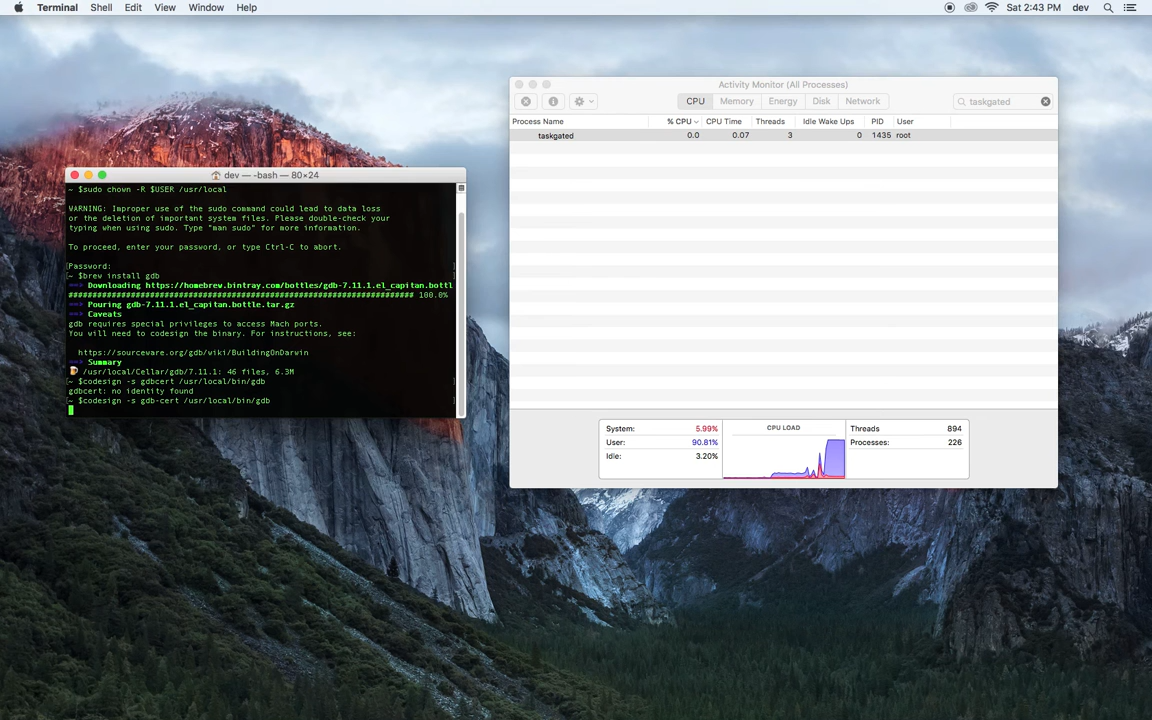 Terminal Shell Edit View Window Help Sat 2:43 PM dev
Activity Monitor (All Processes)
CPU Memory Energy Disk Network taskgated
Process Name % CPU CPU Time Threads Idle Wake Ups PID User
taskgated 0.0 0.07 3 0 1435 root
dev — -bash — 80×24
~ $sudo chown -R $USER /usr/local
WARNING: Improper use of the sudo command could lead to data loss
or the deletion of important system files. Please double-check your
typing when using sudo. Type "man sudo" for more information.
To proceed, enter your password, or type Ctrl-C to abort.
[Password: ]
[~ $brew install gdb ]
==> Downloading https://homebrew.bintray.com/bottles/gdb-7.11.1.el_capitan.bottl
######################################################################## 100.0%
==> Pouring gdb-7.11.1.el_capitan.bottle.tar.gz
==> Caveats
gdb requires special privileges to access Mach ports.
You will need to codesign the binary. For instructions, see:
https://sourceware.org/gdb/wiki/BuildingOnDarwin
==> Summary
🍺 /usr/local/Cellar/gdb/7.11.1: 46 files, 6.3M
[~ $codesign -s gdbcert /usr/local/bin/gdb ]
gdbcert: no identity found
[~ $codesign -s gdb-cert /usr/local/bin/gdb ]
System: 5.99% CPU LOAD Threads 894
User: 90.81% Processes: 226
Idle: 3.20%